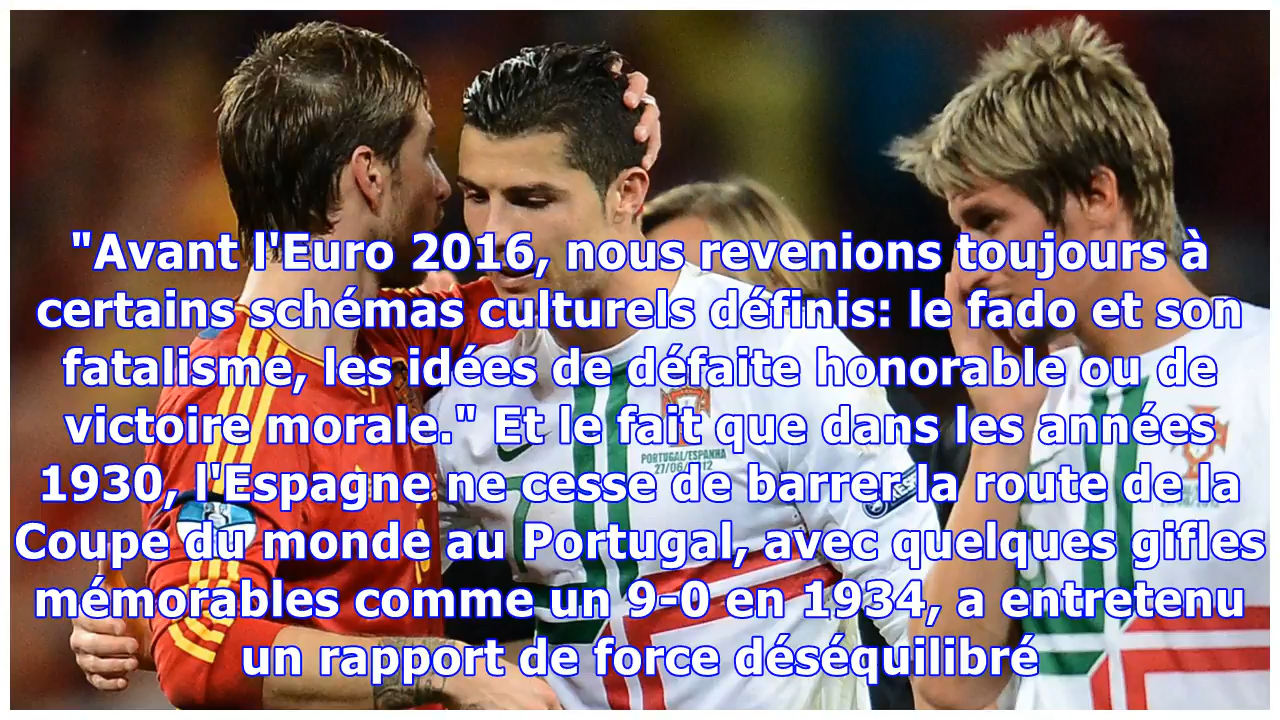 "Avant l'Euro 2016, nous revenions toujours à
certains schémas culturels définis: le fado et son
fatalisme, les idées de défaite honorable ou de
victoire morale." Et le fait que dans les années
PORTUGAL/ESPANHA
1930, l'Espagne ne cesse de barrer la route de la
Coupe du monde au Portugal, avec quelques gifles
mémorables comme un 9-0 en 1934, a entretenu
un rapport de force déséquilibré